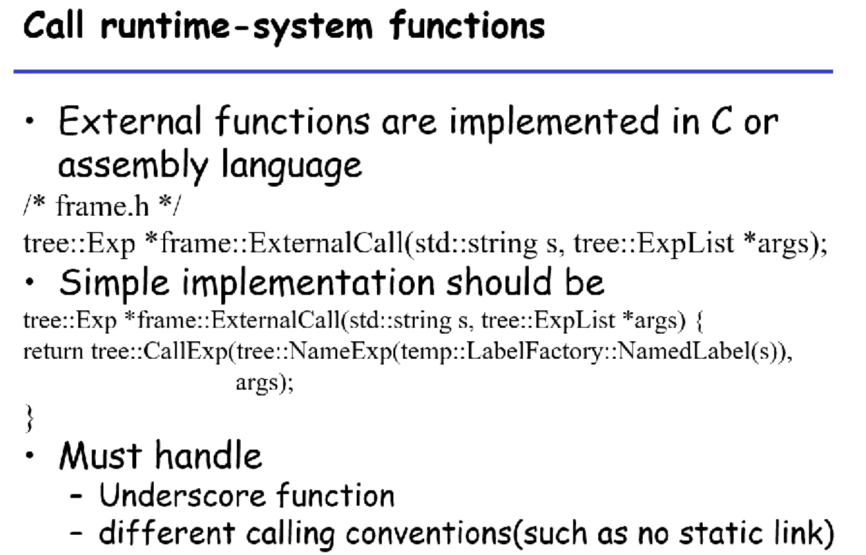 Call runtime-system functions
• External functions are implemented in C or
assembly language
/* frame.h */
tree::Exp *frame::ExternalCall(std::string s, tree::ExpList *args);
• Simple implementation should be
tree::Exp *frame::ExternalCall(std::string s, tree::ExpList *args) {
return tree::CallExp(tree::NameExp(temp::LabelFactory::NamedLabel(s)),
args);
}
• Must handle
- Underscore function
- different calling conventions(such as no static link)